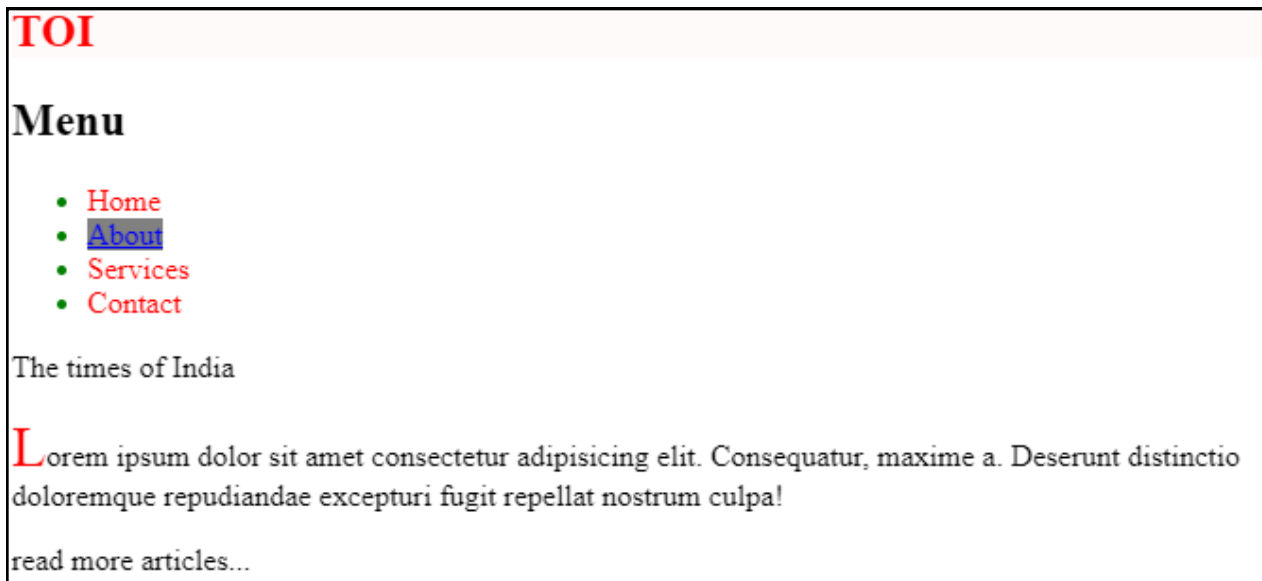 TOI
Menu
Home
About
Services
Contact
The times of India
Lorem ipsum dolor sit amet consectetur adipisicing elit. Consequatur, maxime a. Deserunt distinctio
doloremque repudiandae excepturi fugit repellat nostrum culpa!
read more articles...